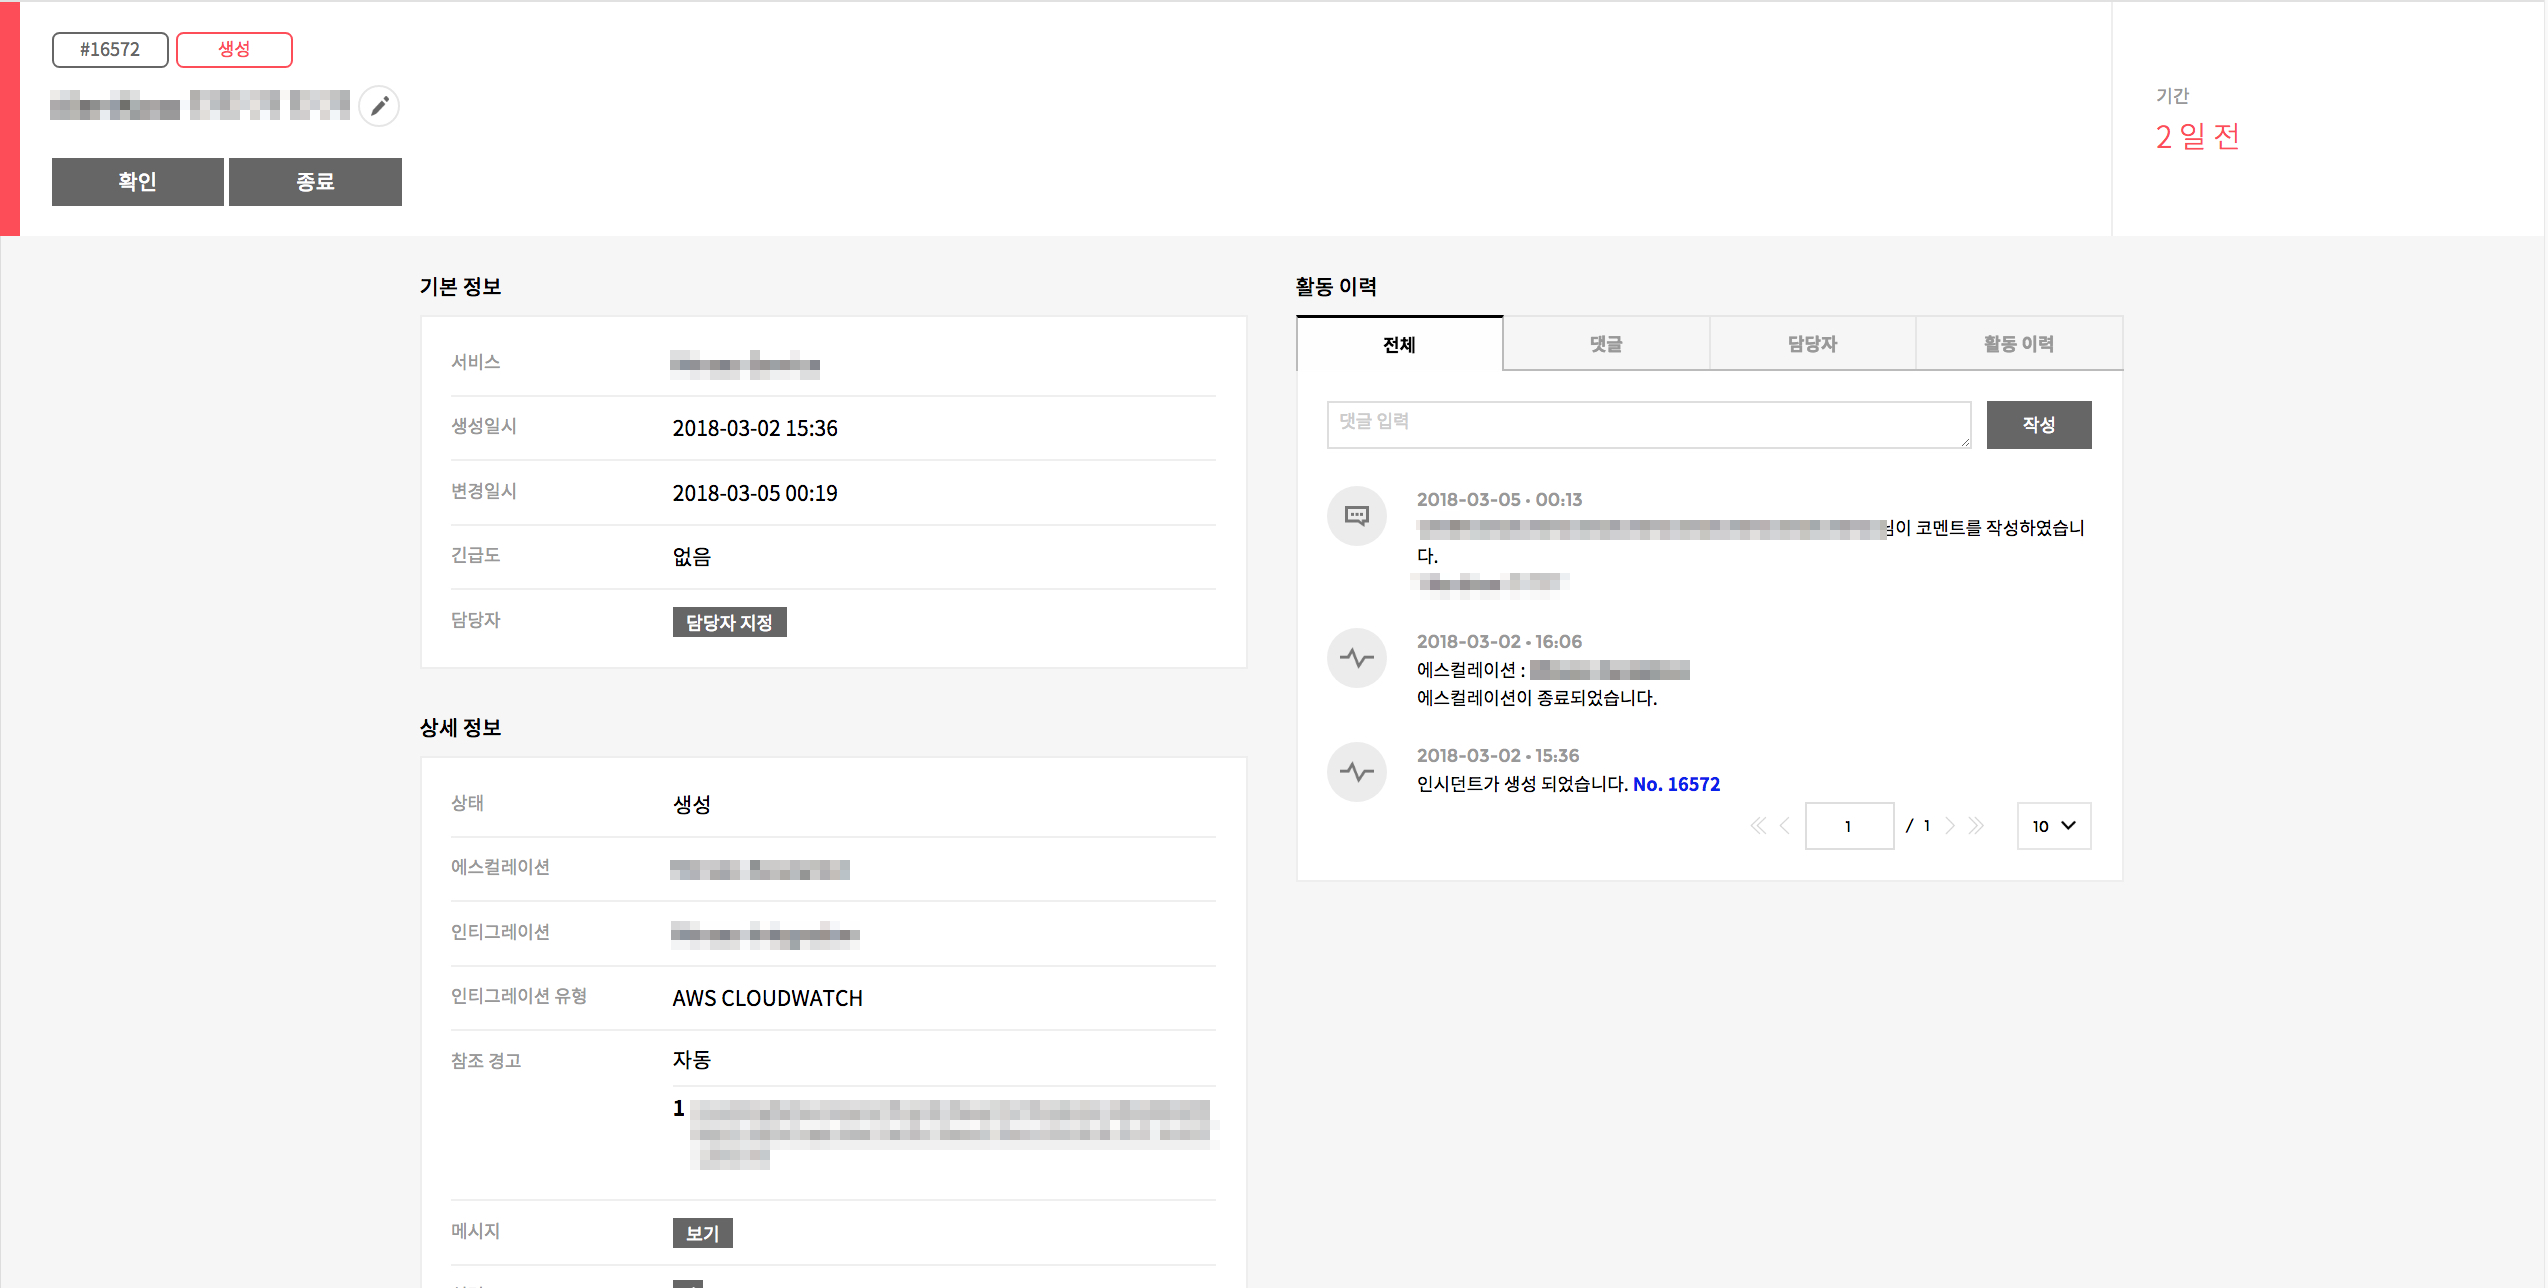 #16572
생성
확인
종료
기간
2 일 전
기본 정보
서비스
생성일시
2018-03-02 15:36
변경일시
2018-03-05 00:19
긴급도
없음
담당자
담당자 지정
상세 정보
상태
생성
에스컬레이션
인티그레이션
인티그레이션 유형
AWS CLOUDWATCH
참조 경고
자동
1
메시지
보기
활동 이력
전체
댓글
담당자
활동 이력
댓글 입력
작성
2018-03-05 • 00:13
님이 코멘트를 작성하였습니
다.
2018-03-02 • 16:06
에스컬레이션 :
에스컬레이션이 종료되었습니다.
2018-03-02 • 15:36
인시던트가 생성 되었습니다. No. 16572
1
/ 1
10